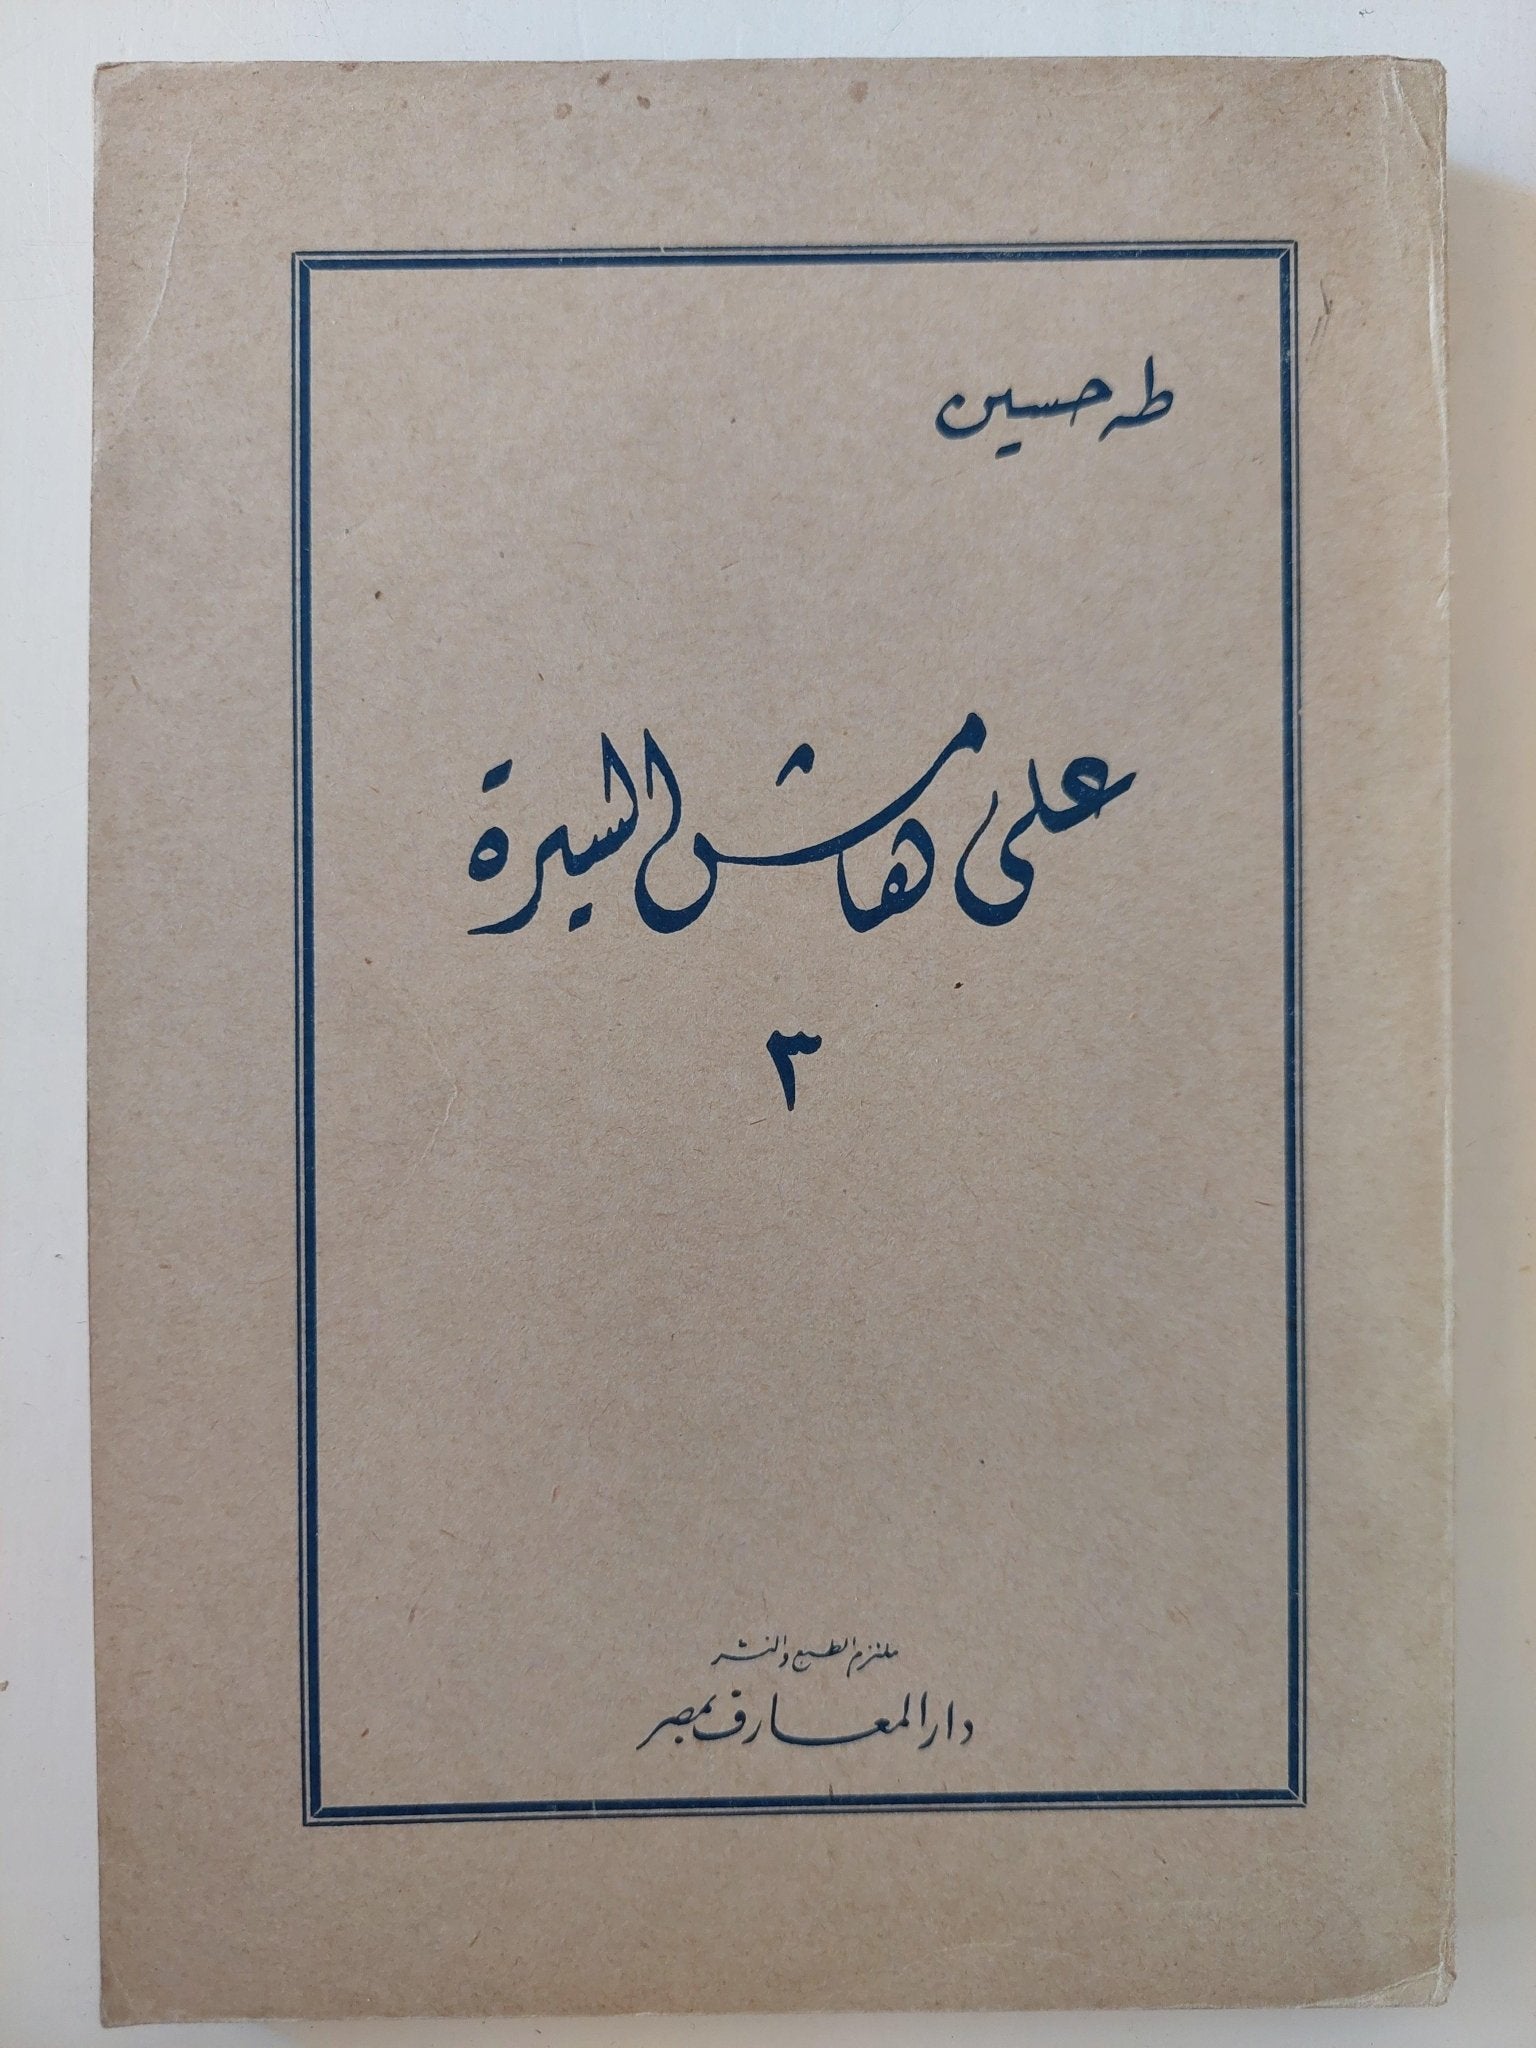 طه حسين
على هامش السيرة
٣
ملتزم الطبع والنشر
دار المعارف بمصر